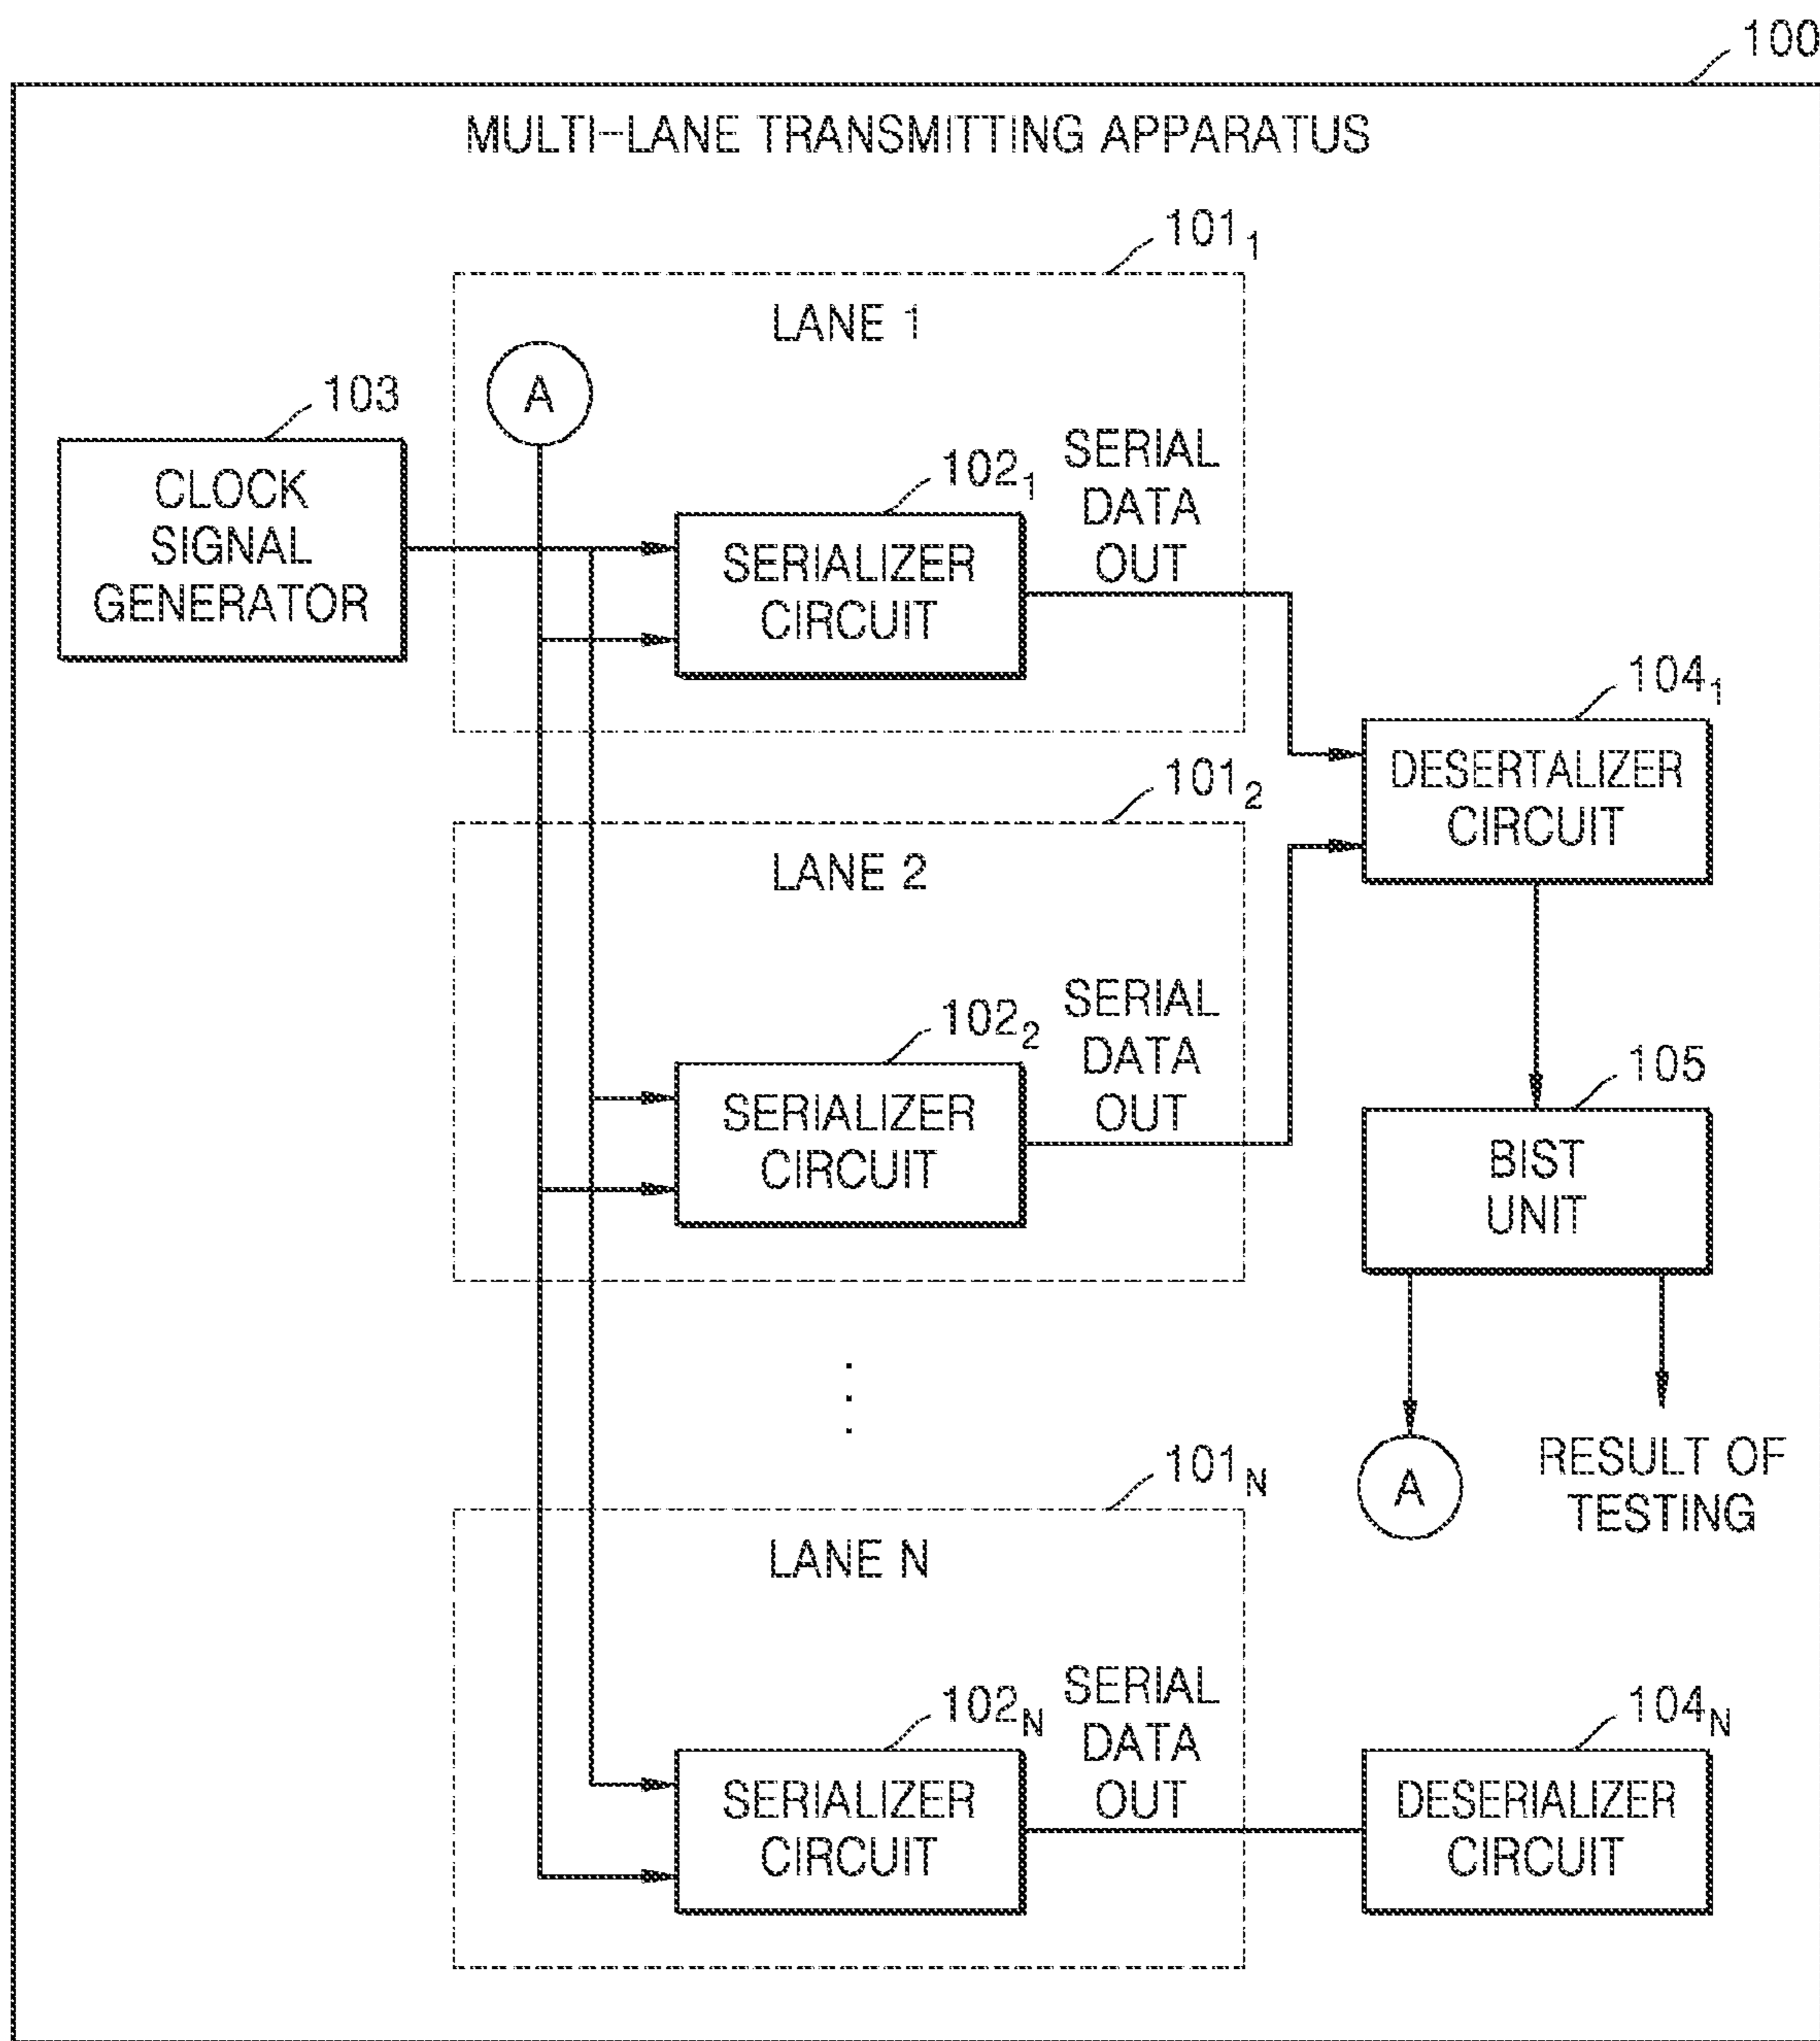 100
MULTI-LANE TRANSMITTING APPARATUS
101₁
LANE 1
A
103
CLOCK
SIGNAL
GENERATOR
102₁
SERIALIZER
CIRCUIT
SERIAL
DATA
OUT
104₁
DESERTALIZER
CIRCUIT
101₂
LANE 2
102₂
SERIALIZER
CIRCUIT
SERIAL
DATA
OUT
105
BIST
UNIT
A
RESULT OF
TESTING
101ₙ
LANE N
102ₙ
SERIALIZER
CIRCUIT
SERIAL
DATA
OUT
104ₙ
DESERIALIZER
CIRCUIT